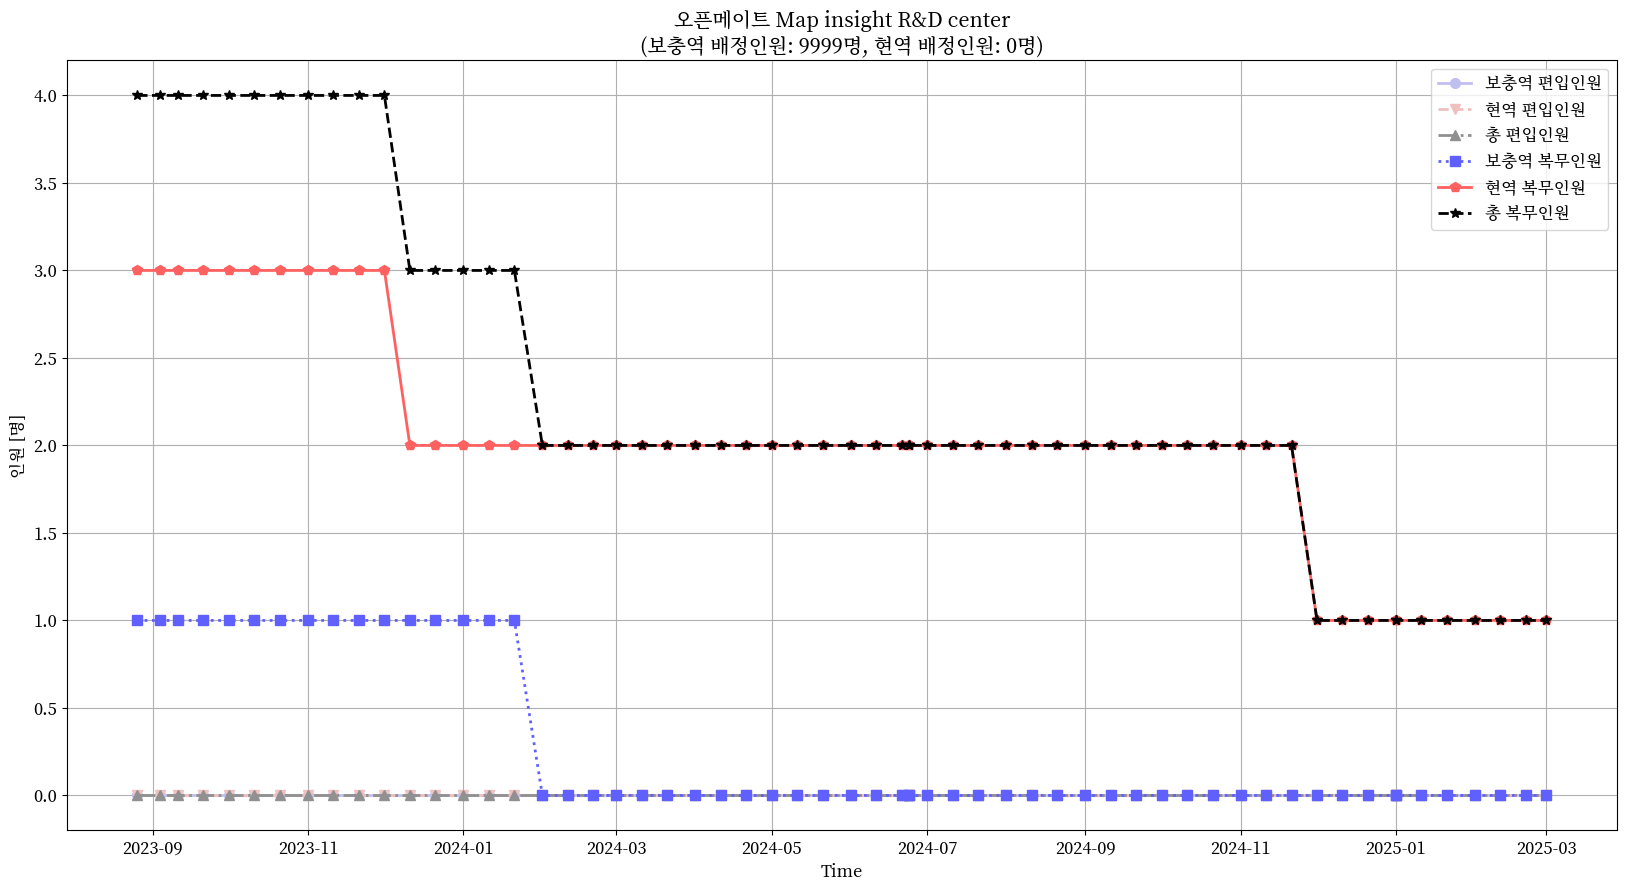 오픈메이트 Map insight R&D center
(보충역 배정인원: 9999명, 현역 배정인원: 0명)
보충역 편입인원
현역 편입인원
총 편입인원
보충역 복무인원
현역 복무인원
총 복무인원
4.0
3.5
3.0
2.5
2.0
1.5
1.0
0.5
0.0
인원 [명]
2023-09
2023-11
2024-01
2024-03
2024-05
2024-07
2024-09
2024-11
2025-01
2025-03
Time